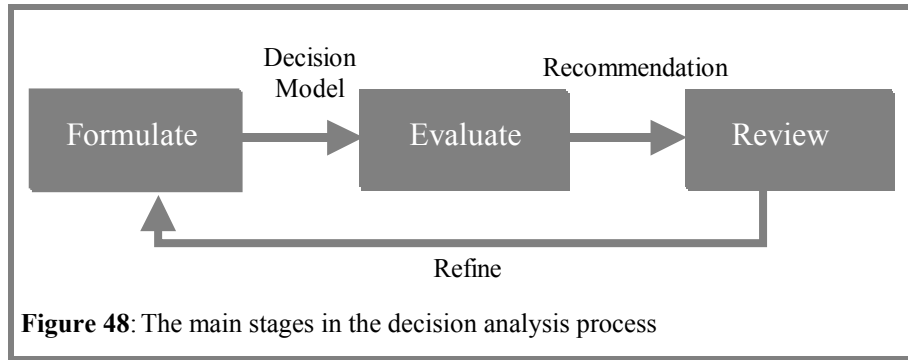 Decision
Model
Recommendation
Formulate
Evaluate
Review
Refine
Figure 48: The main stages in the decision analysis process